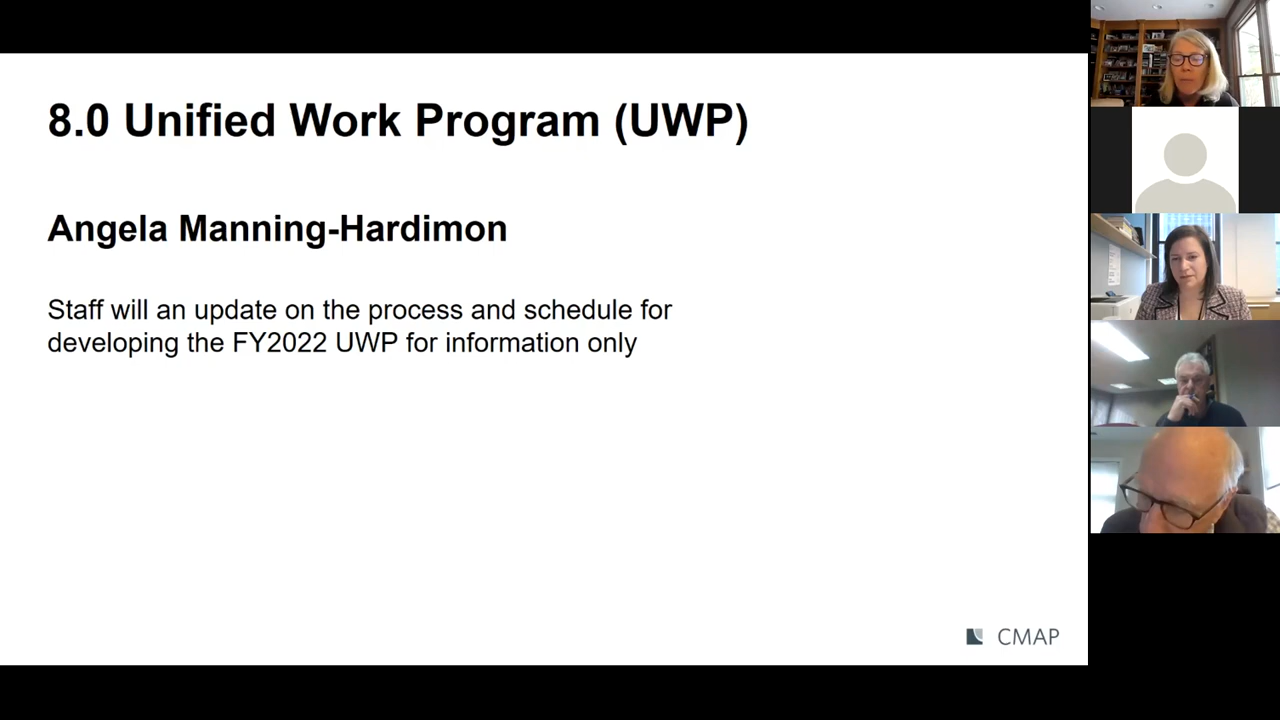 8.0 Unified Work Program (UWP)
Angela Manning-Hardimon
Staff will an update on the process and schedule for
developing the FY2022 UWP for information only
CMAP